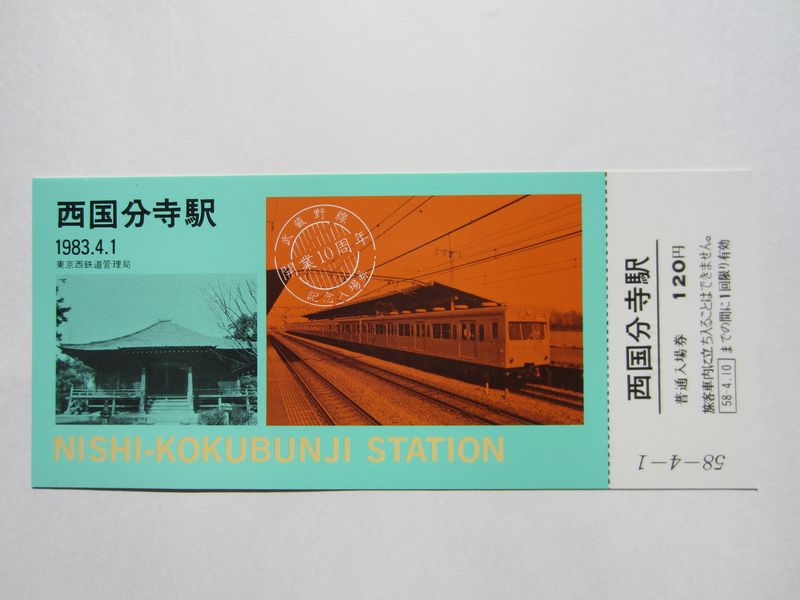 西国分寺駅
1983.4.1
東京西鉄道管理局
武蔵野線
開業10周年
記念入場券
NISHI-KOKUBUNJI STATION
西国分寺駅
普通入場券 120円
旅客車内に立ち入ることはできません。
58-4.10 までの間に1回限り有効
58-4-1